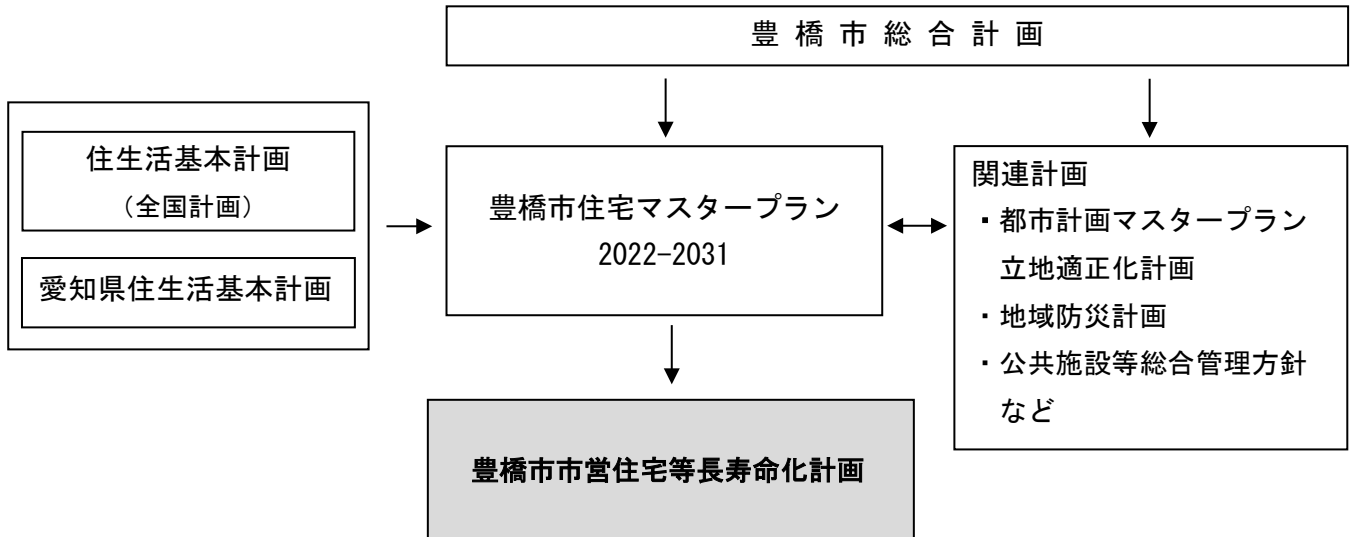 豊橋市総合計画
住生活基本計画
（全国計画）
愛知県住生活基本計画
豊橋市住宅マスタープラン
2022-2031
関連計画
・都市計画マスタープラン
立地適正化計画
・地域防災計画
・公共施設等総合管理方針
など
豊橋市市営住宅等長寿命化計画